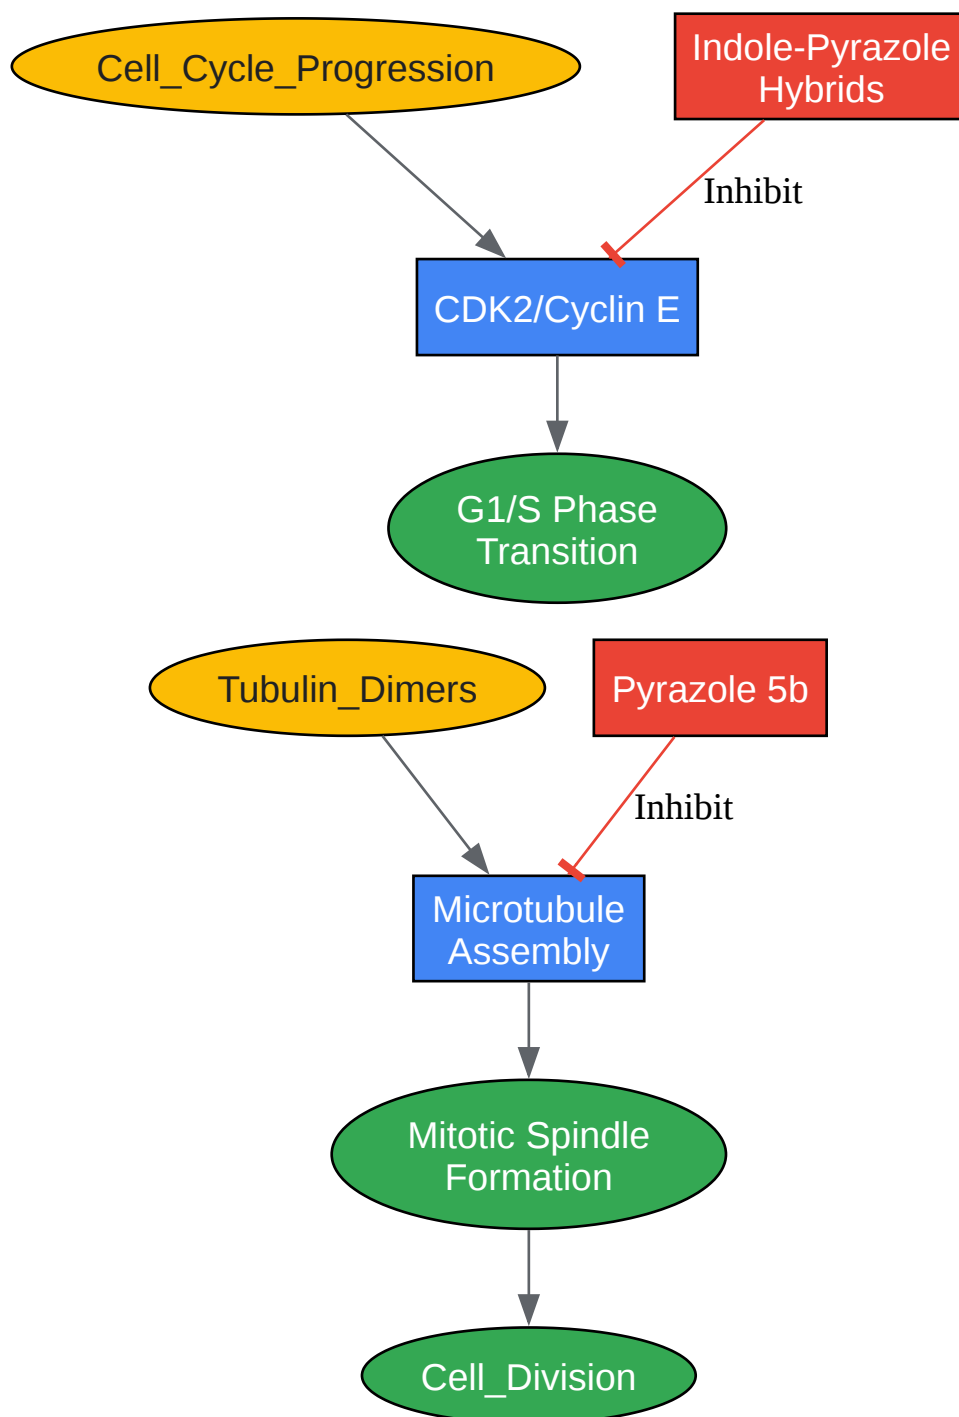 Cell_Cycle_Progression
Indole-Pyrazole
Hybrids
Inhibit
CDK2/Cyclin E
G1/S Phase
Transition
Tubulin_Dimers
Pyrazole 5b
Inhibit
Microtubule
Assembly
Mitotic Spindle
Formation
Cell_Division